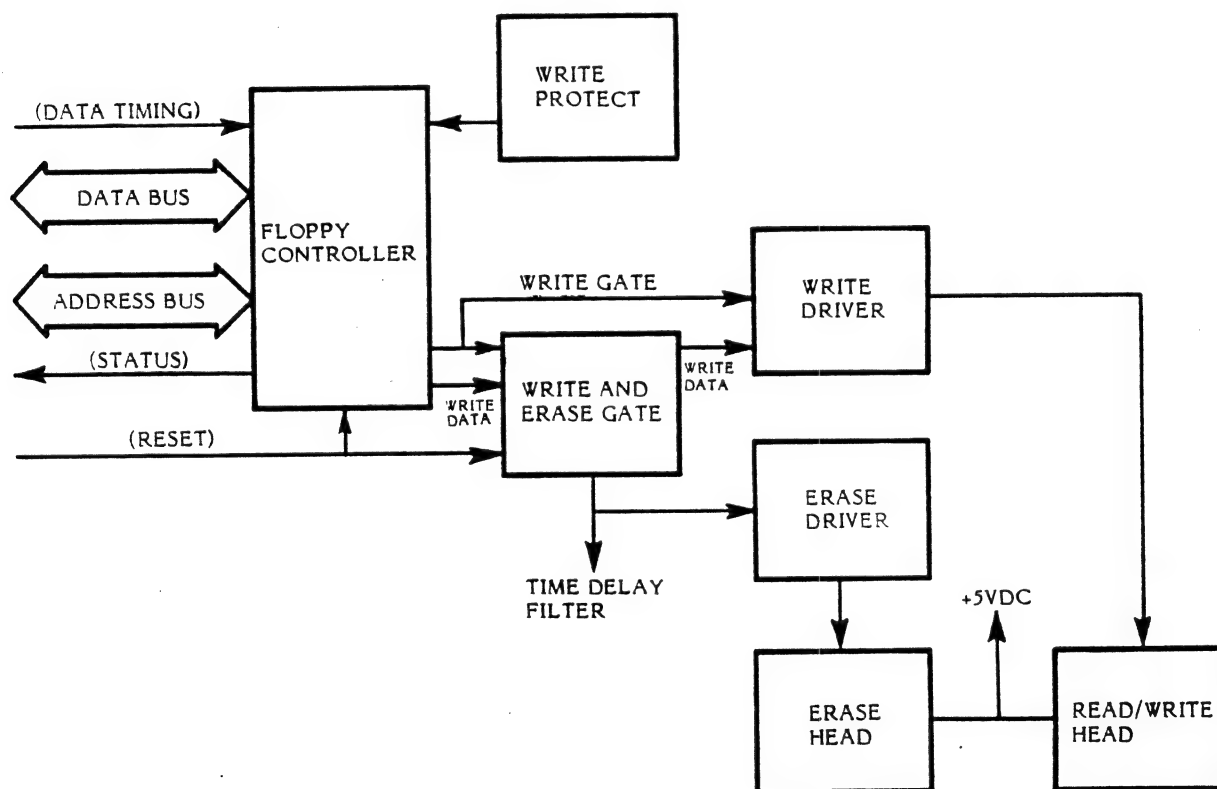 WRITE
PROTECT
(DATA TIMING)
DATA BUS
FLOPPY
CONTROLLER
ADDRESS BUS
WRITE GATE
WRITE
DRIVER
(STATUS)
WRITE AND
ERASE GATE
WRITE
DATA
WRITE
DATA
(RESET)
ERASE
DRIVER
TIME DELAY
FILTER
+5VDC
ERASE
HEAD
READ/WRITE
HEAD